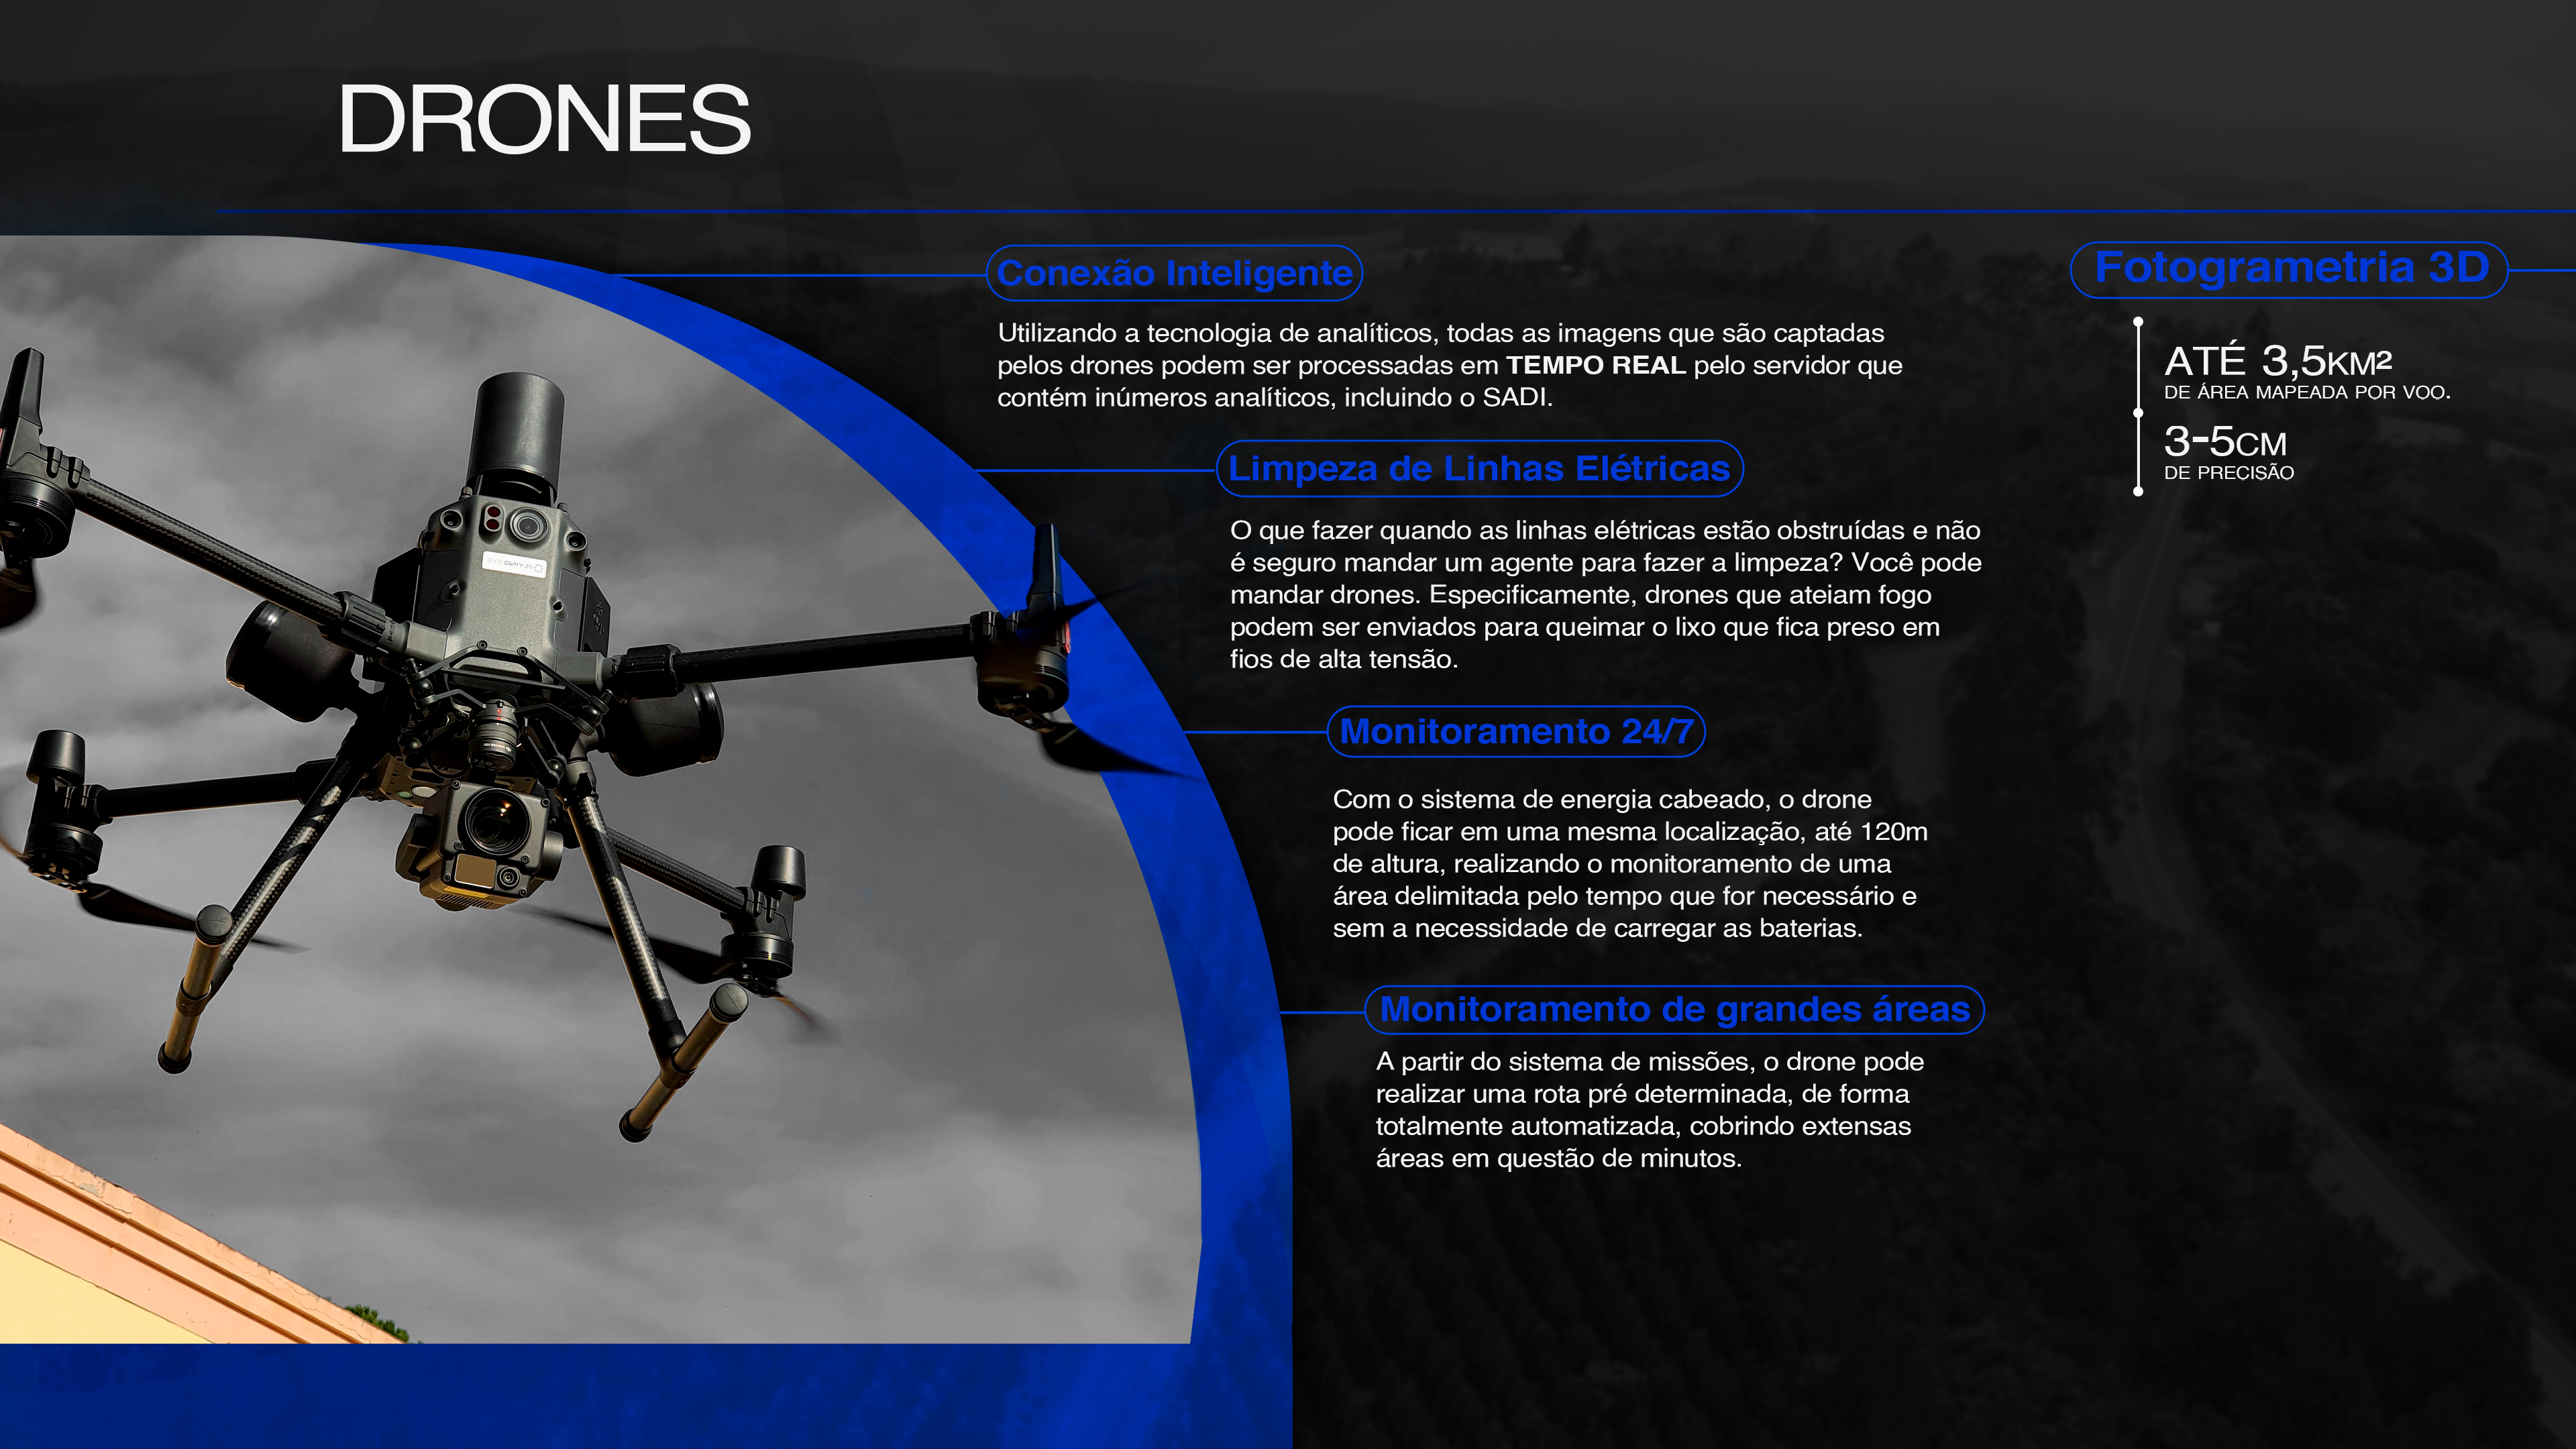 DRONES
Conexão Inteligente
Utilizando a tecnologia de analíticos, todas as imagens que são captadas
pelos drones podem ser processadas em TEMPO REAL pelo servidor que
contém inúmeros analíticos, incluindo o SADI.
Limpeza de Linhas Elétricas
O que fazer quando as linhas elétricas estão obstruídas e não
é seguro mandar um agente para fazer a limpeza? Você pode
mandar drones. Especificamente, drones que ateiam fogo
podem ser enviados para queimar o lixo que fica preso em
fios de alta tensão.
Monitoramento 24/7
Com o sistema de energia cabeado, o drone
pode ficar em uma mesma localização, até 120m
de altura, realizando o monitoramento de uma
área delimitada pelo tempo que for necessário e
sem a necessidade de carregar as baterias.
Monitoramento de grandes áreas
A partir do sistema de missões, o drone pode
realizar uma rota pré determinada, de forma
totalmente automatizada, cobrindo extensas
áreas em questão de minutos.
Fotogrametria 3D
ATÉ 3,5KM²
DE ÁREA MAPEADA POR VOO.
3-5CM
DE PRECISÃO